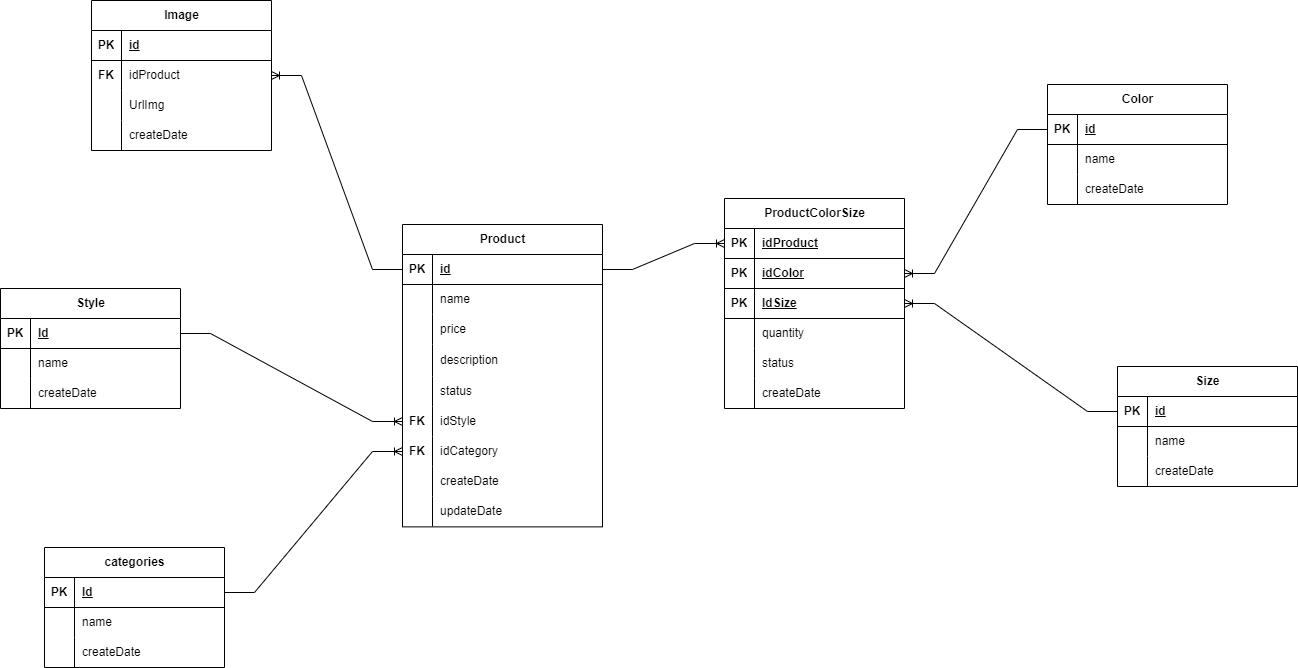 Image
PK id
FK idProduct
UrlImg
createDate
Color
PK id
name
createDate
ProductColorSize
PK idProduct
PK idColor
PK IdSize
quantity
status
createDate
Product
PK id
name
price
description
status
FK idStyle
FK idCategory
createDate
updateDate
Style
PK Id
name
createDate
Size
PK id
name
createDate
categories
PK Id
name
createDate